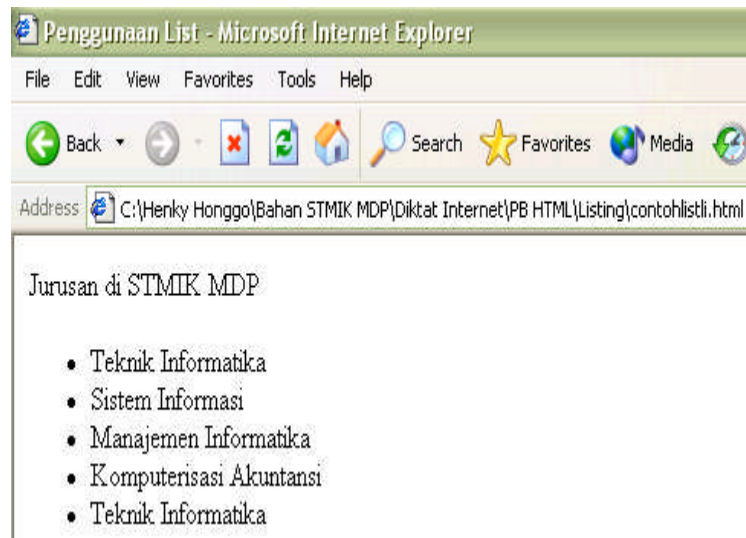 Penggunaan List - Microsoft Internet Explorer
File Edit View Favorites Tools Help
Back Search Favorites Media
Address C:\Henky Honggo\Bahan STMIK MDP\Diktat Internet\PB HTML\Listing\contohlistli.html
Jurusan di STMIK MDP
• Teknik Informatika
• Sistem Informasi
• Manajemen Informatika
• Komputerisasi Akuntansi
• Teknik Informatika